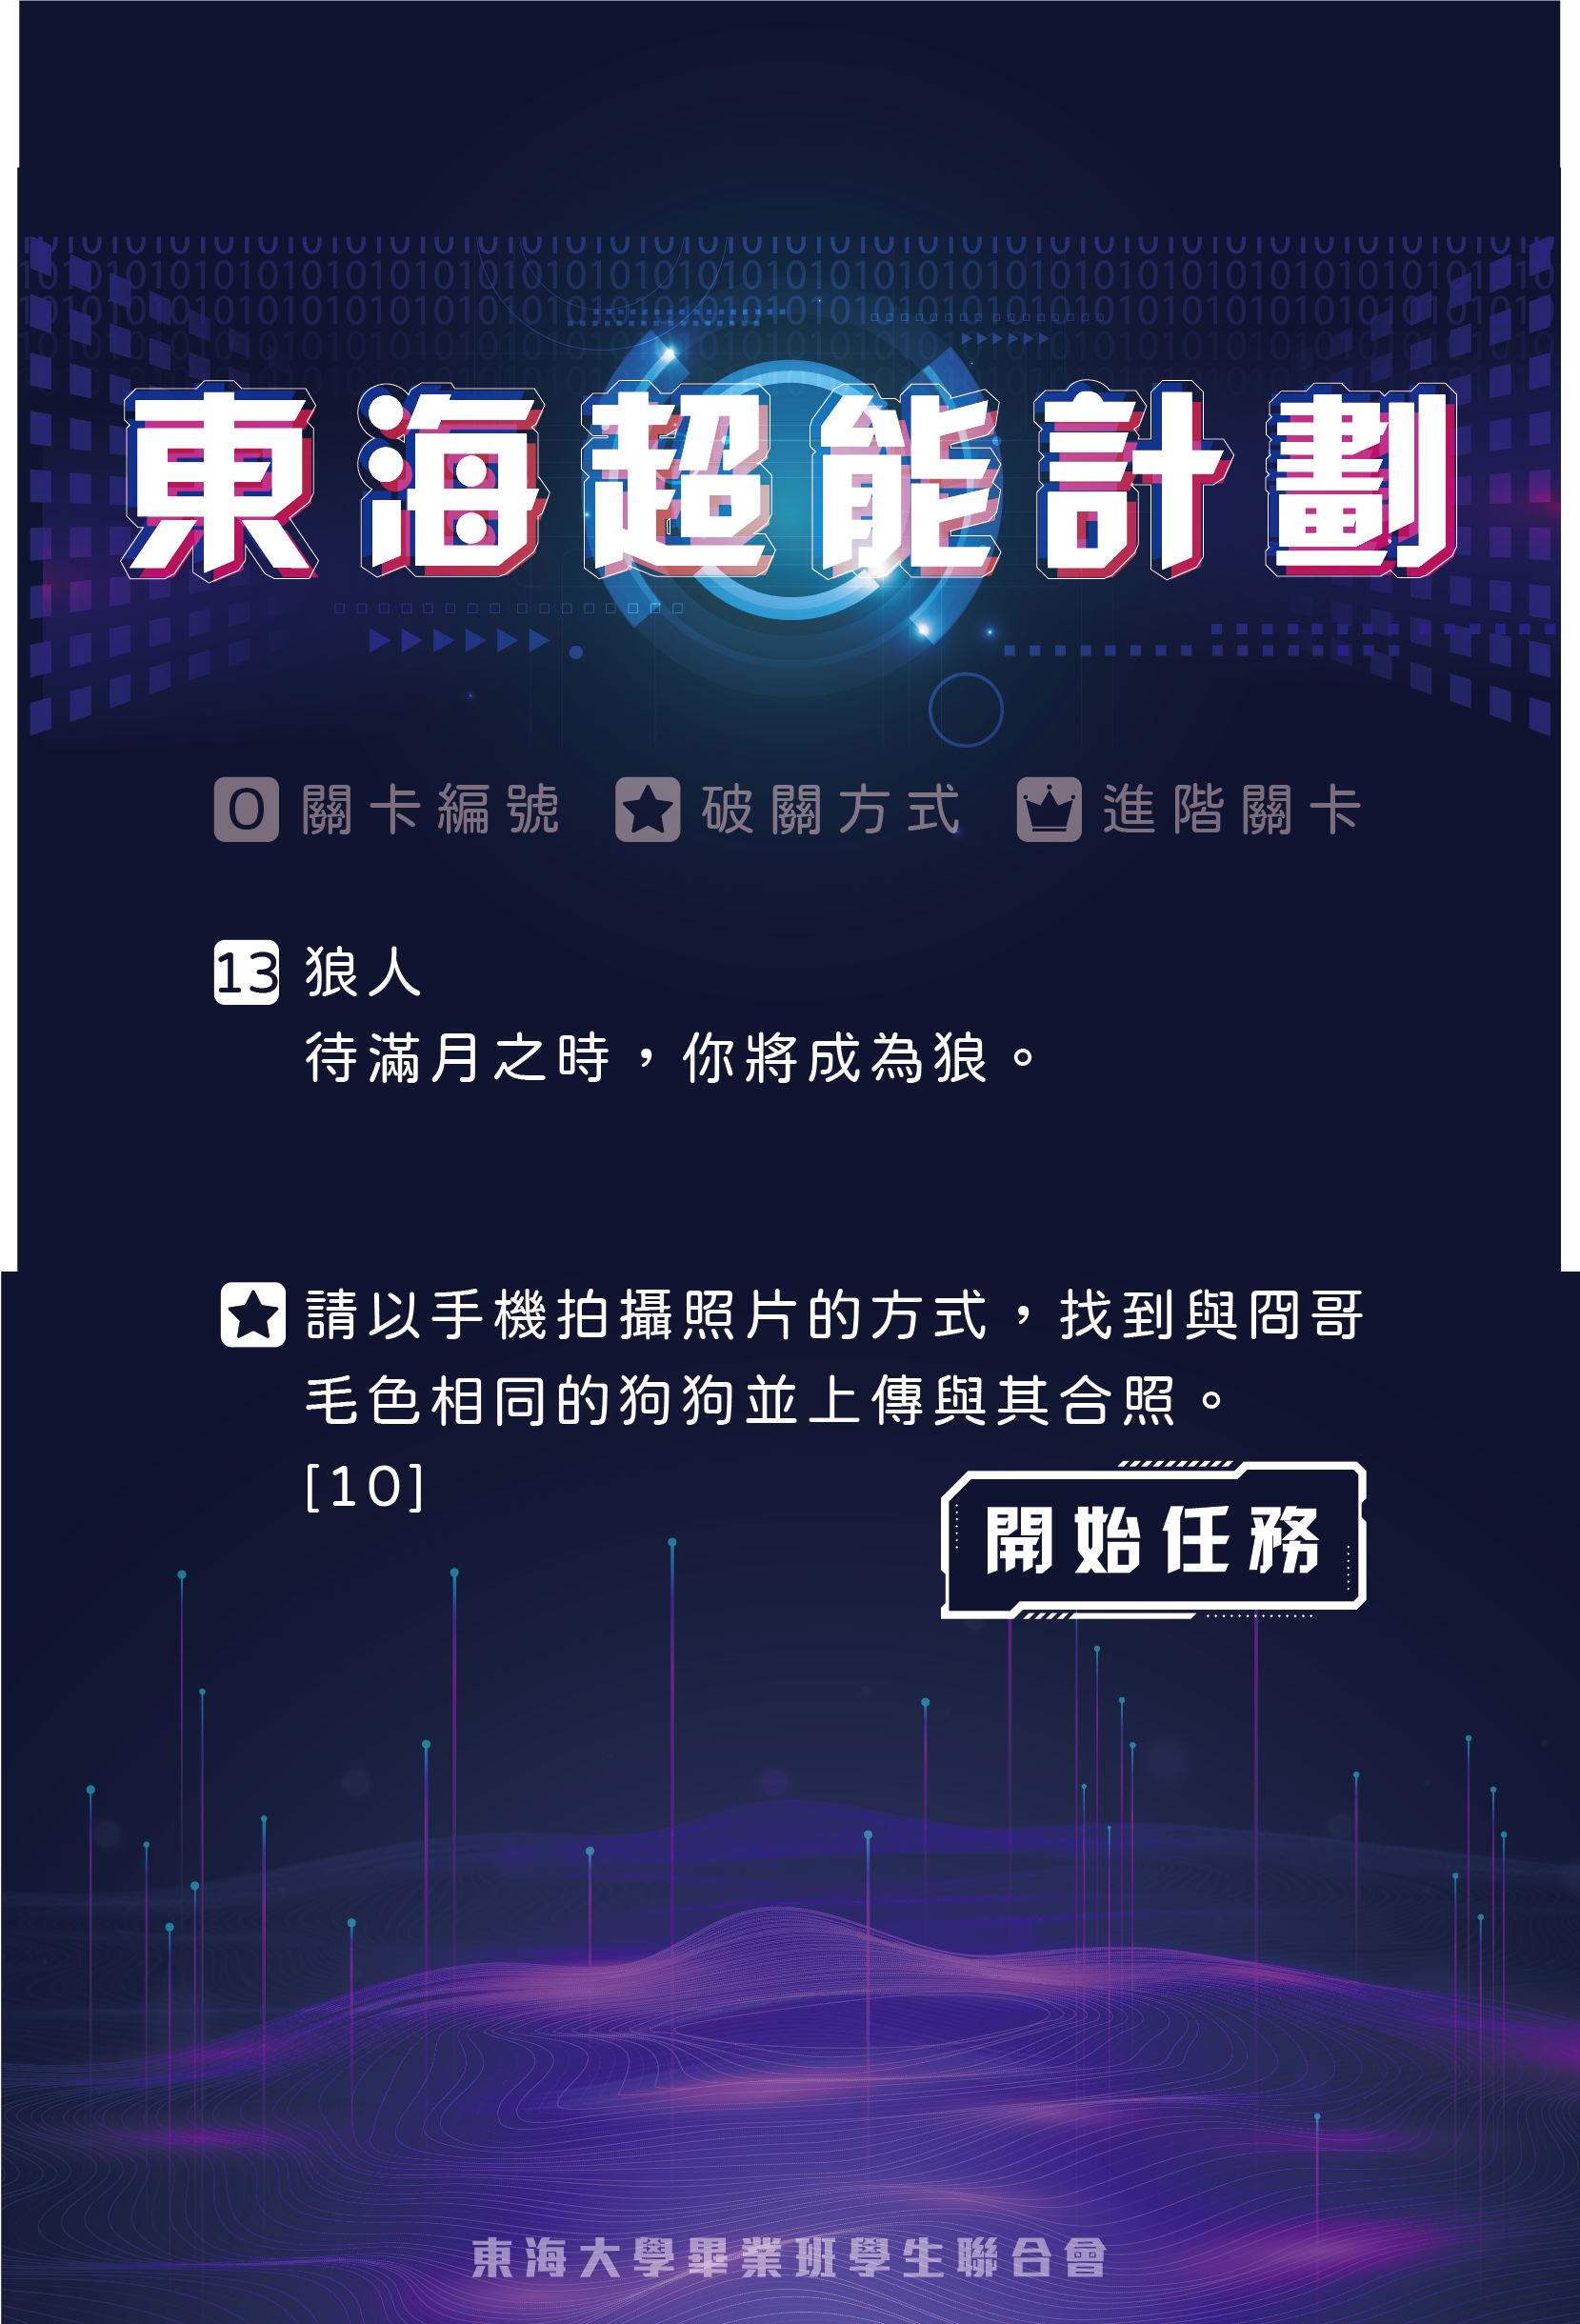 東海超能計劃
0 關卡編號 破關方式 進階關卡
13 狼人
待滿月之時，你將成為狼。
請以手機拍攝照片的方式，找到與冏哥
毛色相同的狗狗並上傳與其合照。
[10]
開始任務
東海大學畢業班學生聯合會